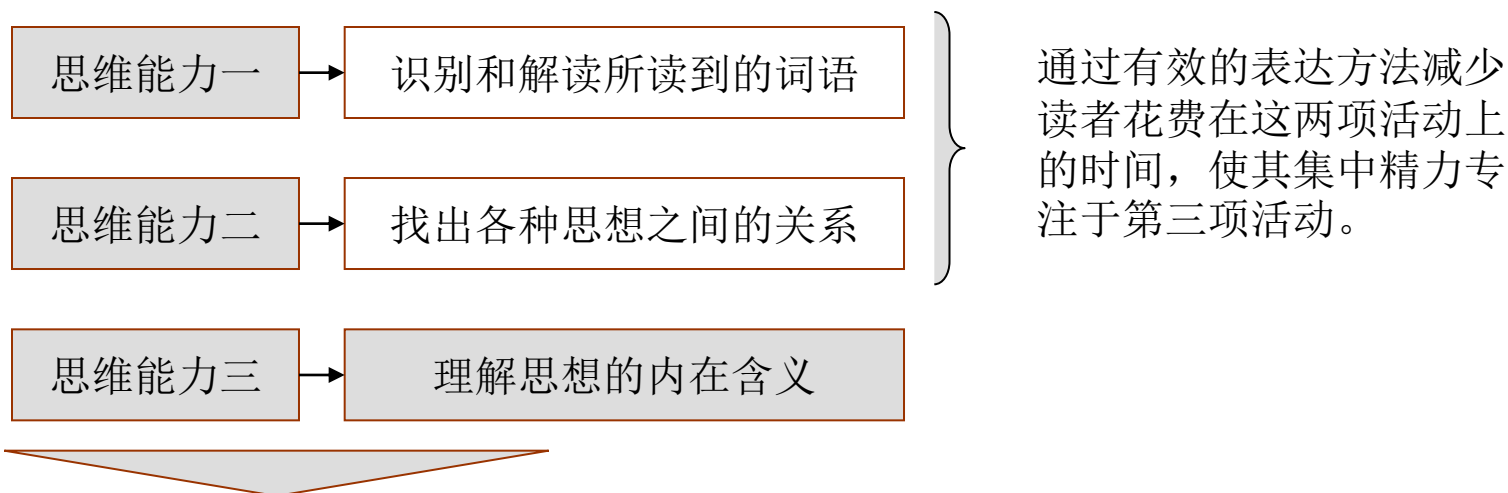 思维能力一
识别和解读所读到的词语
思维能力二
找出各种思想之间的关系
通过有效的表达方法减少
读者花费在这两项活动上
的时间，使其集中精力专
注于第三项活动。
思维能力三
理解思想的内在含义